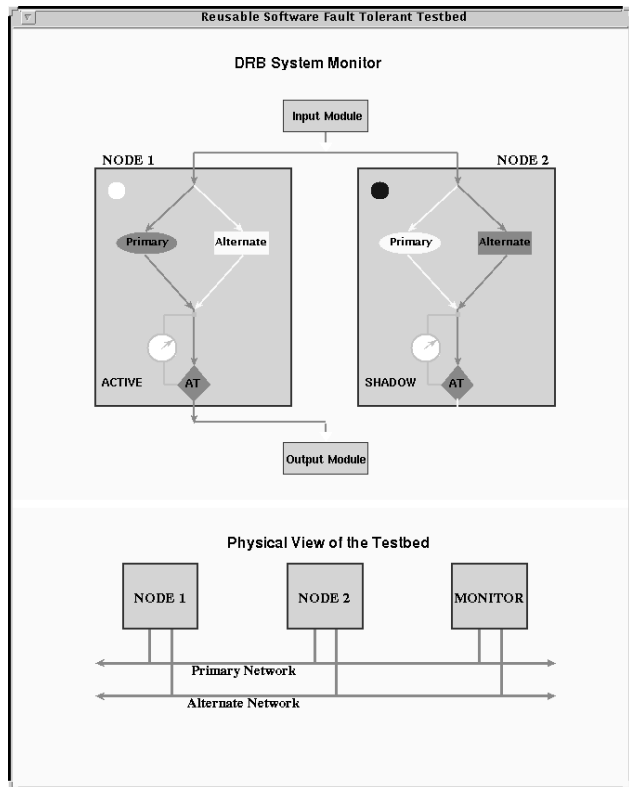 Reusable Software Fault Tolerant Testbed
DRB System Monitor
Input Module
NODE 1
NODE 2
Primary
Alternate
Primary
Alternate
ACTIVE
AT
SHADOW
AT
Output Module
Physical View of the Testbed
NODE 1
NODE 2
MONITOR
Primary Network
Alternate Network